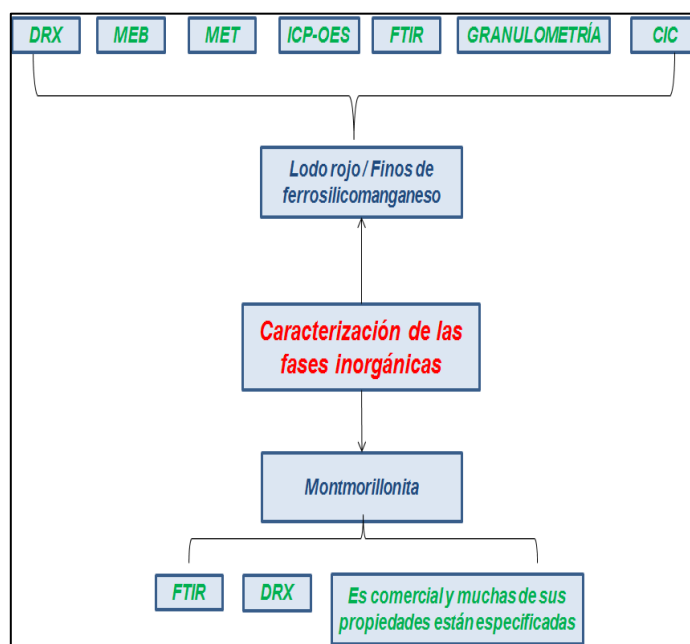 DRX MEB MET ICP-OES FTIR GRANULOMETRÍA CIC
Lodo rojo / Finos de
ferrosilicomanganeso
Caracterización de las
fases inorgánicas
Montmorillonita
FTIR DRX Es comercial y muchas de sus
propiedades están especificadas